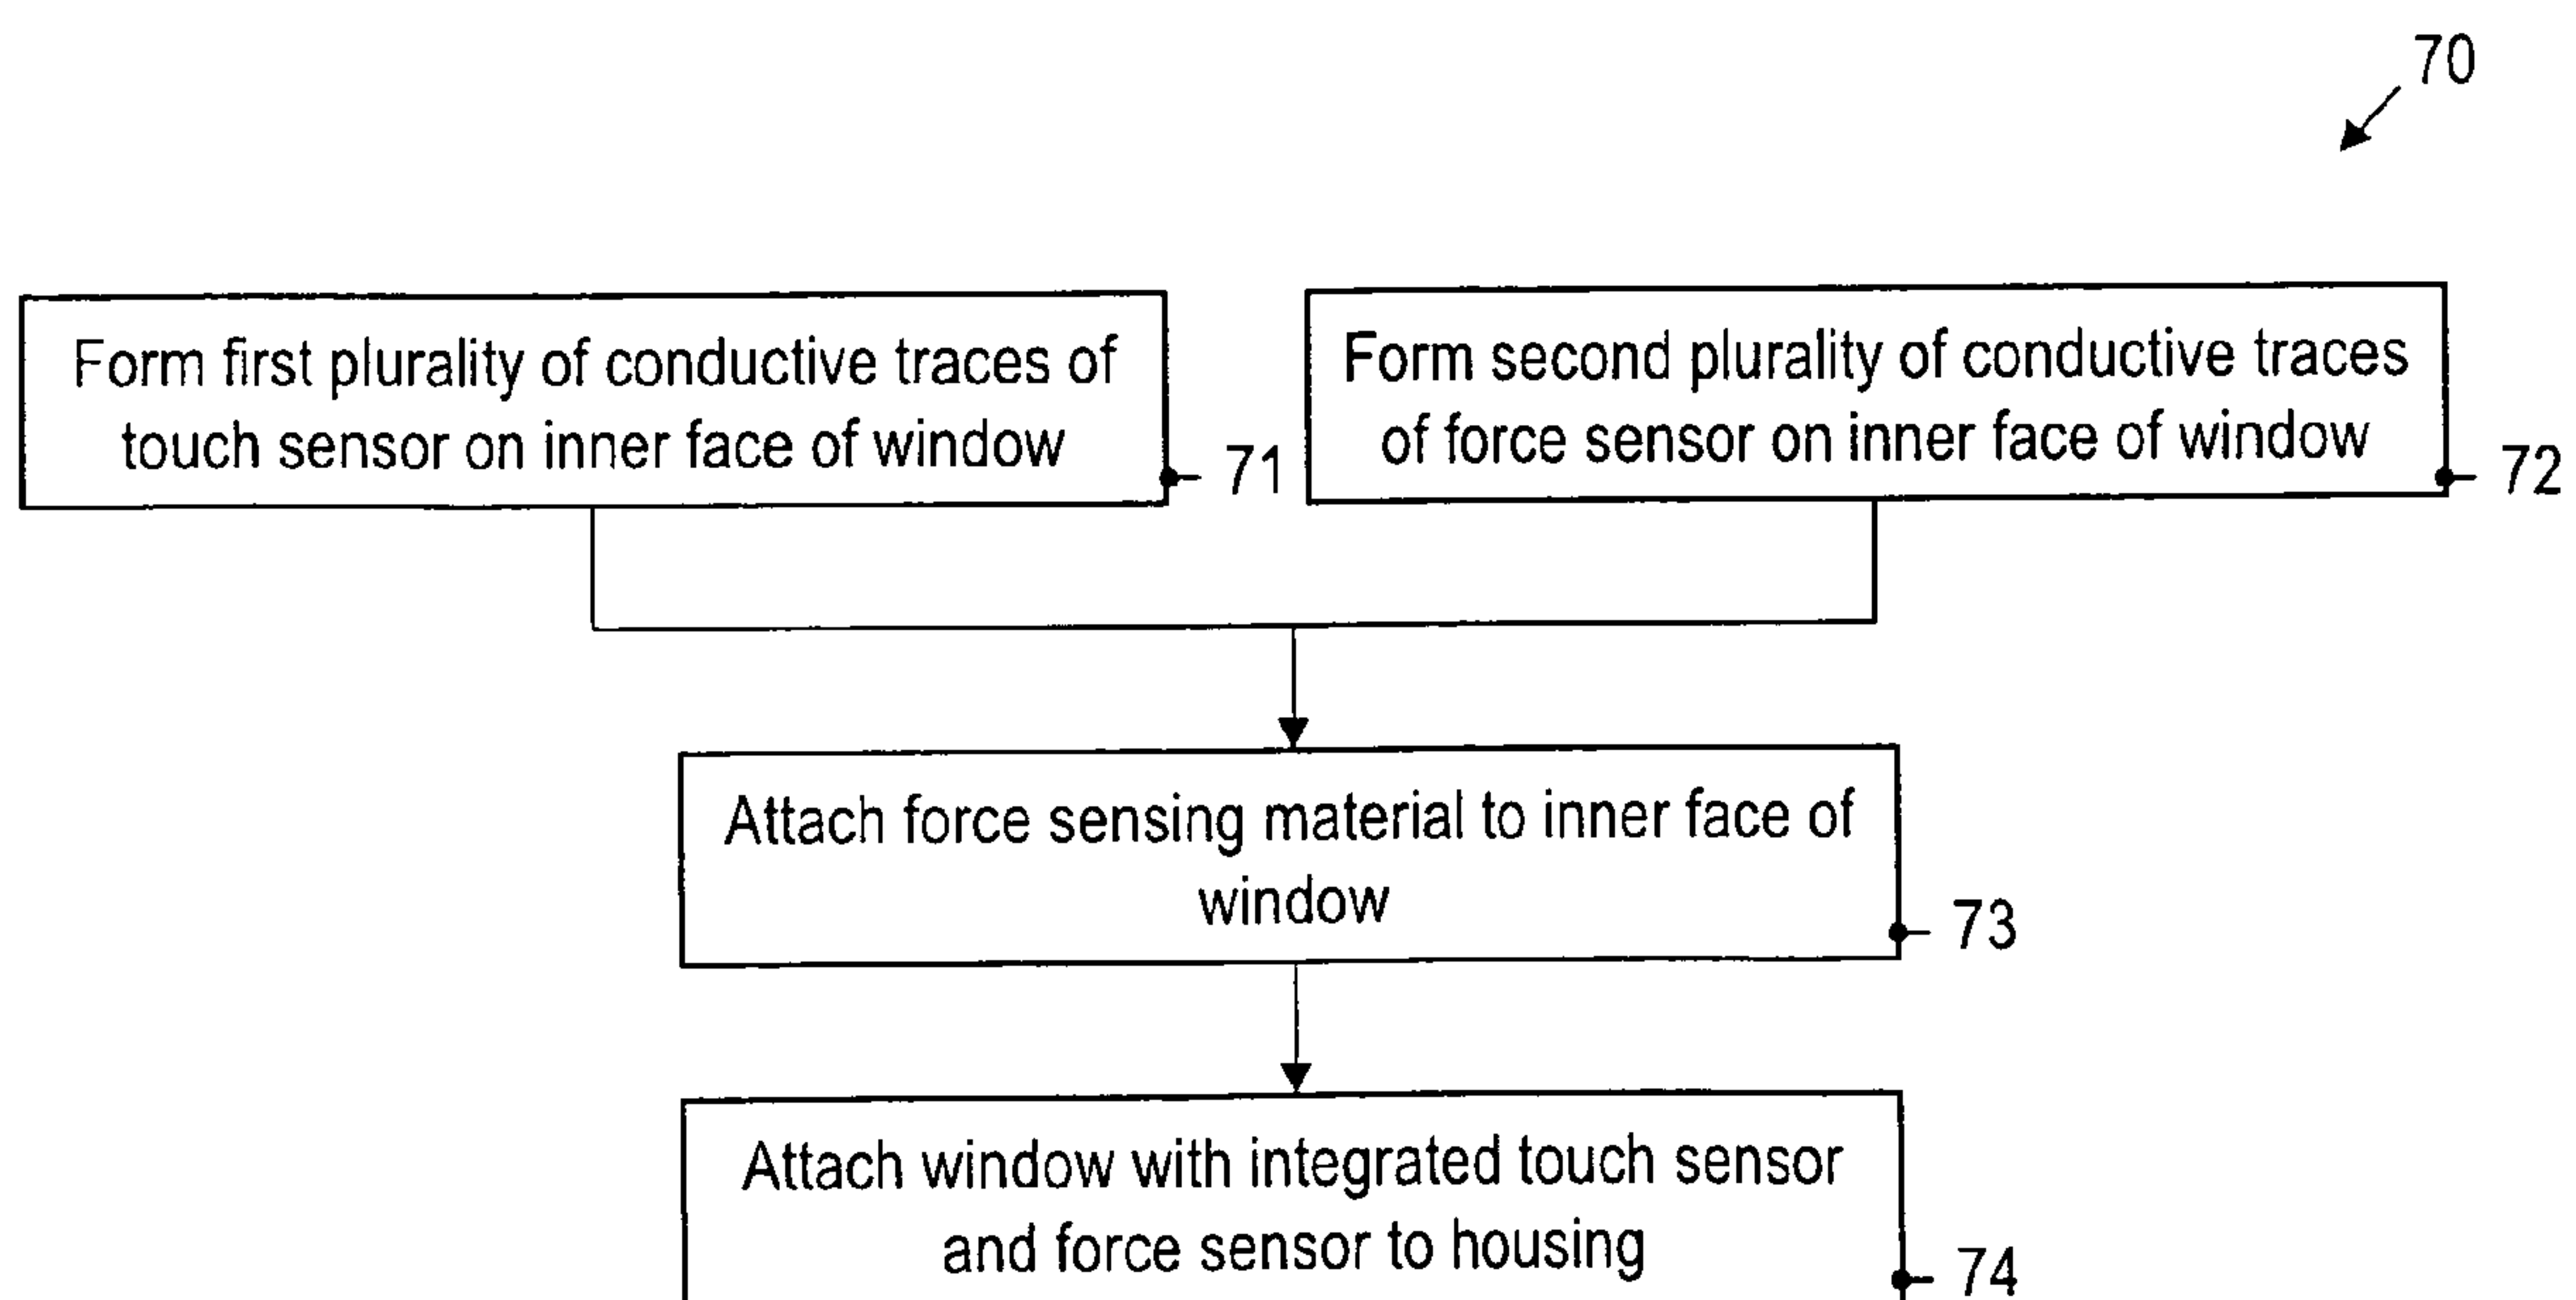 70
Form first plurality of conductive traces of
touch sensor on inner face of window
71
Form second plurality of conductive traces
of force sensor on inner face of window
72
Attach force sensing material to inner face of
window
73
Attach window with integrated touch sensor
and force sensor to housing
74